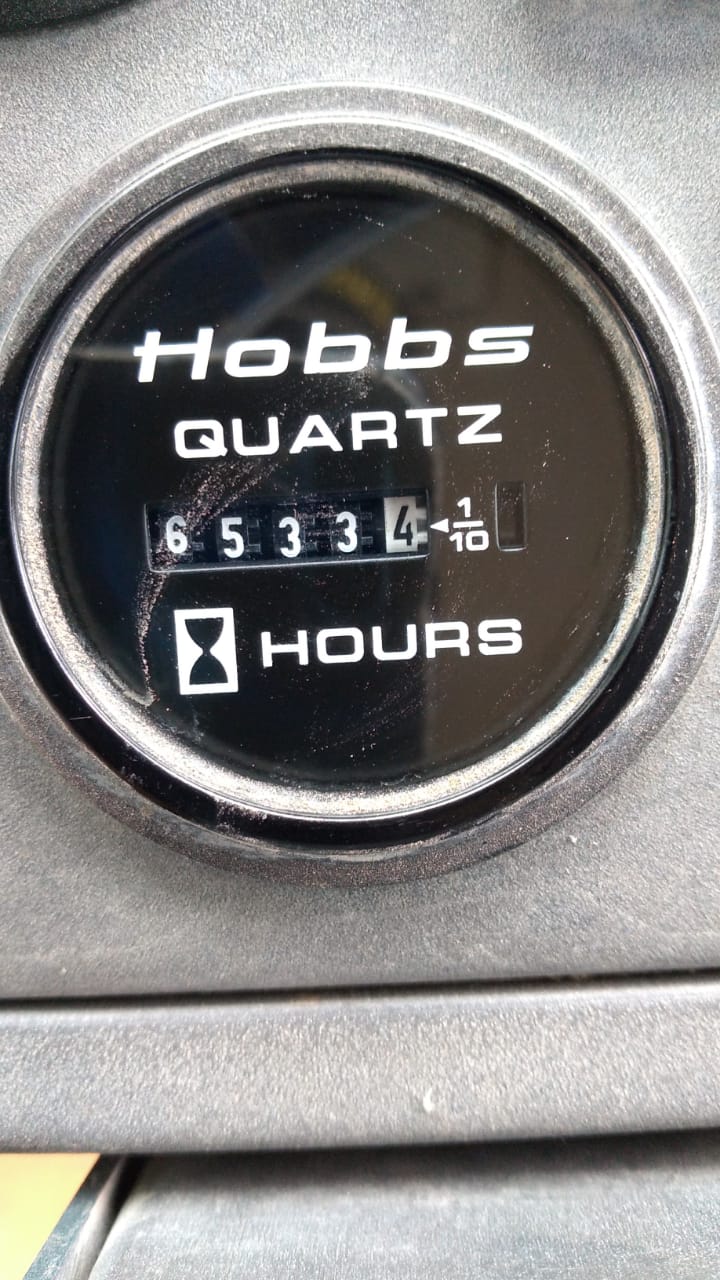 Hobbs
QUARTZ
65334 ◄1/10
HOURS